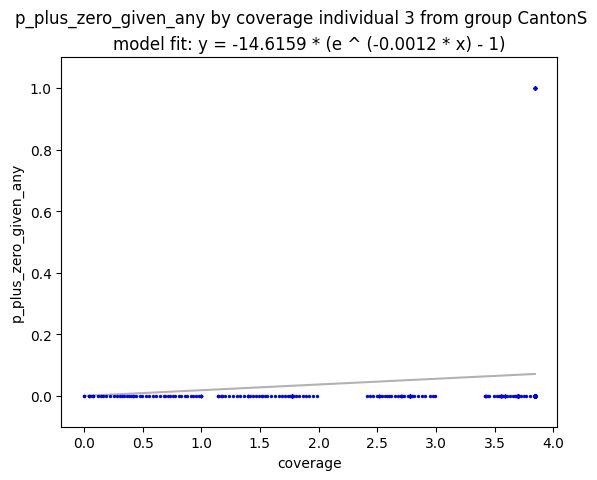 p_plus_zero_given_any by coverage individual 3 from group CantonS
model fit: y = -14.6159 * (e ^ (-0.0012 * x) - 1)
1.0
0.8
0.6
0.4
0.2
0.0
p_plus_zero_given_any
0.0 0.5 1.0 1.5 2.0 2.5 3.0 3.5 4.0
coverage